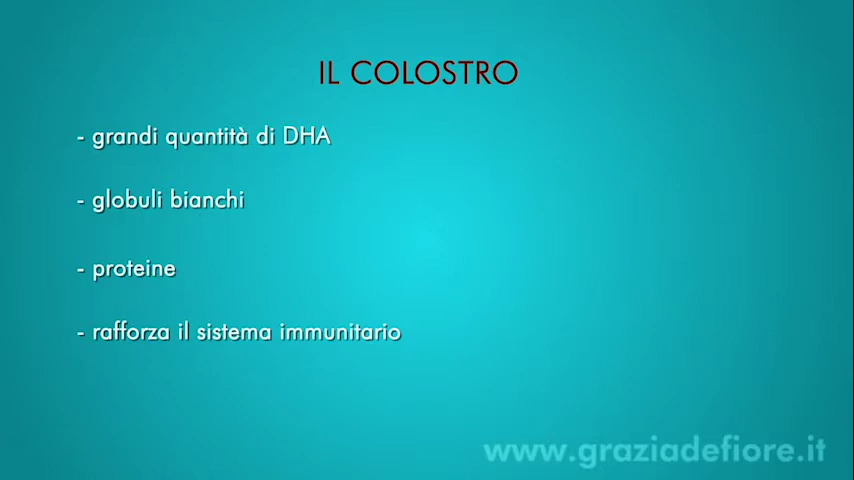 IL COLOSTRO
- grandi quantità di DHA
- globuli bianchi
- proteine
- rafforza il sistema immunitario
www.graziadefiore.it